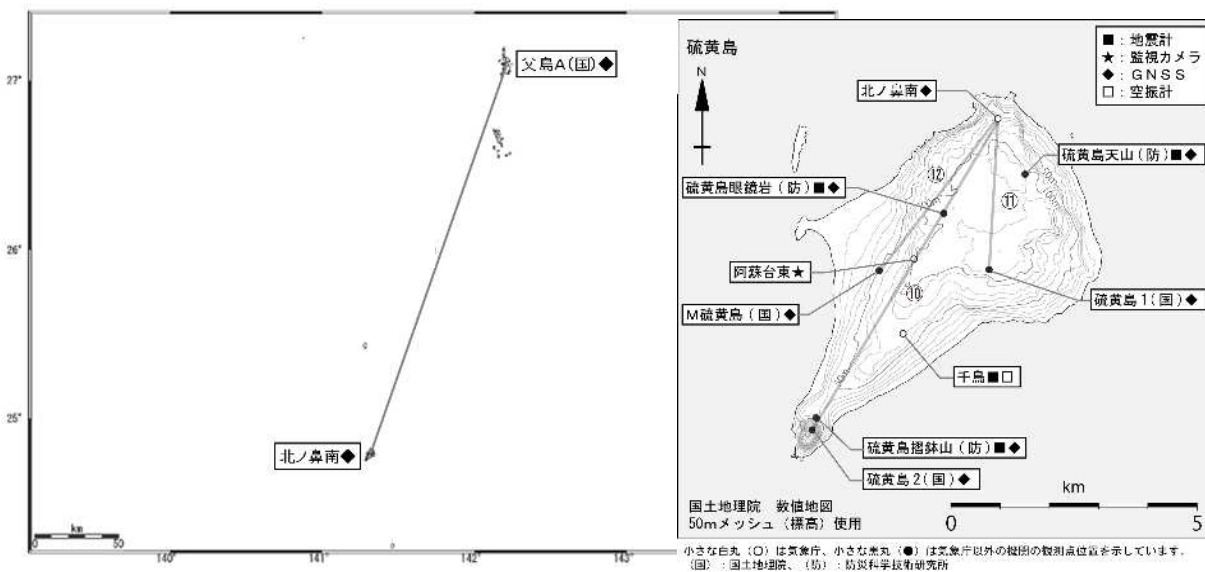 父島A(国)◆
27°
26°
25°
北ノ鼻南◆
km
0 50
140° 141° 142° 143°
硫黄島
N
■：地震計
★：監視カメラ
◆：GNSS
□：空振計
北ノ鼻南◆
硫黄島天山(防)■◆
硫黄島眼鏡岩(防)■◆
⑫
⑪
阿蘇台東★
⑩
M硫黄島(国)◆
硫黄島1(国)◆
千鳥■□
硫黄島摺鉢山(防)■◆
硫黄島2(国)◆
km
0 5
国土地理院 数値地図
50mメッシュ(標高)使用
小さな白丸(○)は気象庁、小さな黒丸(●)は気象庁以外の機関の観測点位置を示しています。
(国)：国土地理院、(防)：防災科学技術研究所